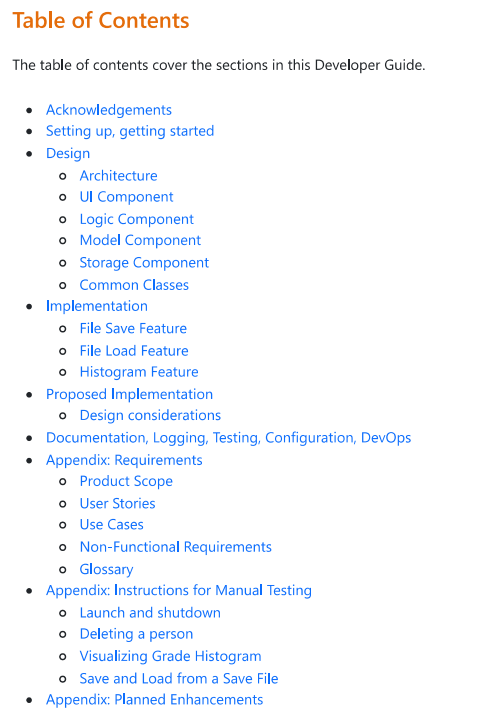 Table of Contents
The table of contents cover the sections in this Developer Guide.
Acknowledgements
Setting up, getting started
Design
Architecture
UI Component
Logic Component
Model Component
Storage Component
Common Classes
Implementation
File Save Feature
File Load Feature
Histogram Feature
Proposed Implementation
Design considerations
Documentation, Logging, Testing, Configuration, DevOps
Appendix: Requirements
Product Scope
User Stories
Use Cases
Non-Functional Requirements
Glossary
Appendix: Instructions for Manual Testing
Launch and shutdown
Deleting a person
Visualizing Grade Histogram
Save and Load from a Save File
Appendix: Planned Enhancements